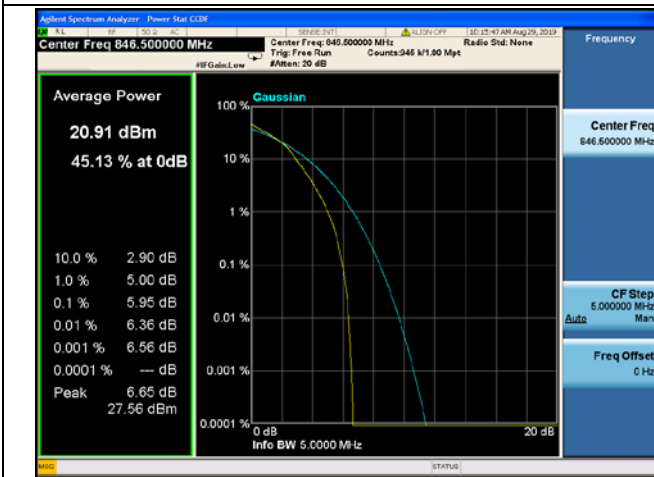 Agilent Spectrum Analyzer - Power Stat CCDF
RL RF 50 Ω AC SENSE:INT ALIGN OFF 10:15:47 AM Aug 29, 2019
Center Freq 846.500000 MHz
Center Freq: 846.500000 MHz Radio Std: None
Trig: Free Run Counts:945 k/1.00 Mpt
#IFGain:Low #Atten: 20 dB
Frequency
Average Power
20.91 dBm
45.13 % at 0dB
10.0 % 2.90 dB
1.0 % 5.00 dB
0.1 % 5.95 dB
0.01 % 6.36 dB
0.001 % 6.56 dB
0.0001 % --- dB
Peak 6.65 dB
27.56 dBm
Gaussian
100 %
10 %
1 %
0.1 %
0.01 %
0.001 %
0.0001 %
0 dB 20 dB
Info BW 5.0000 MHz
Center Freq
846.500000 MHz
CF Step
5.000000 MHz
Auto Man
Freq Offset
0 Hz
MSG STATUS